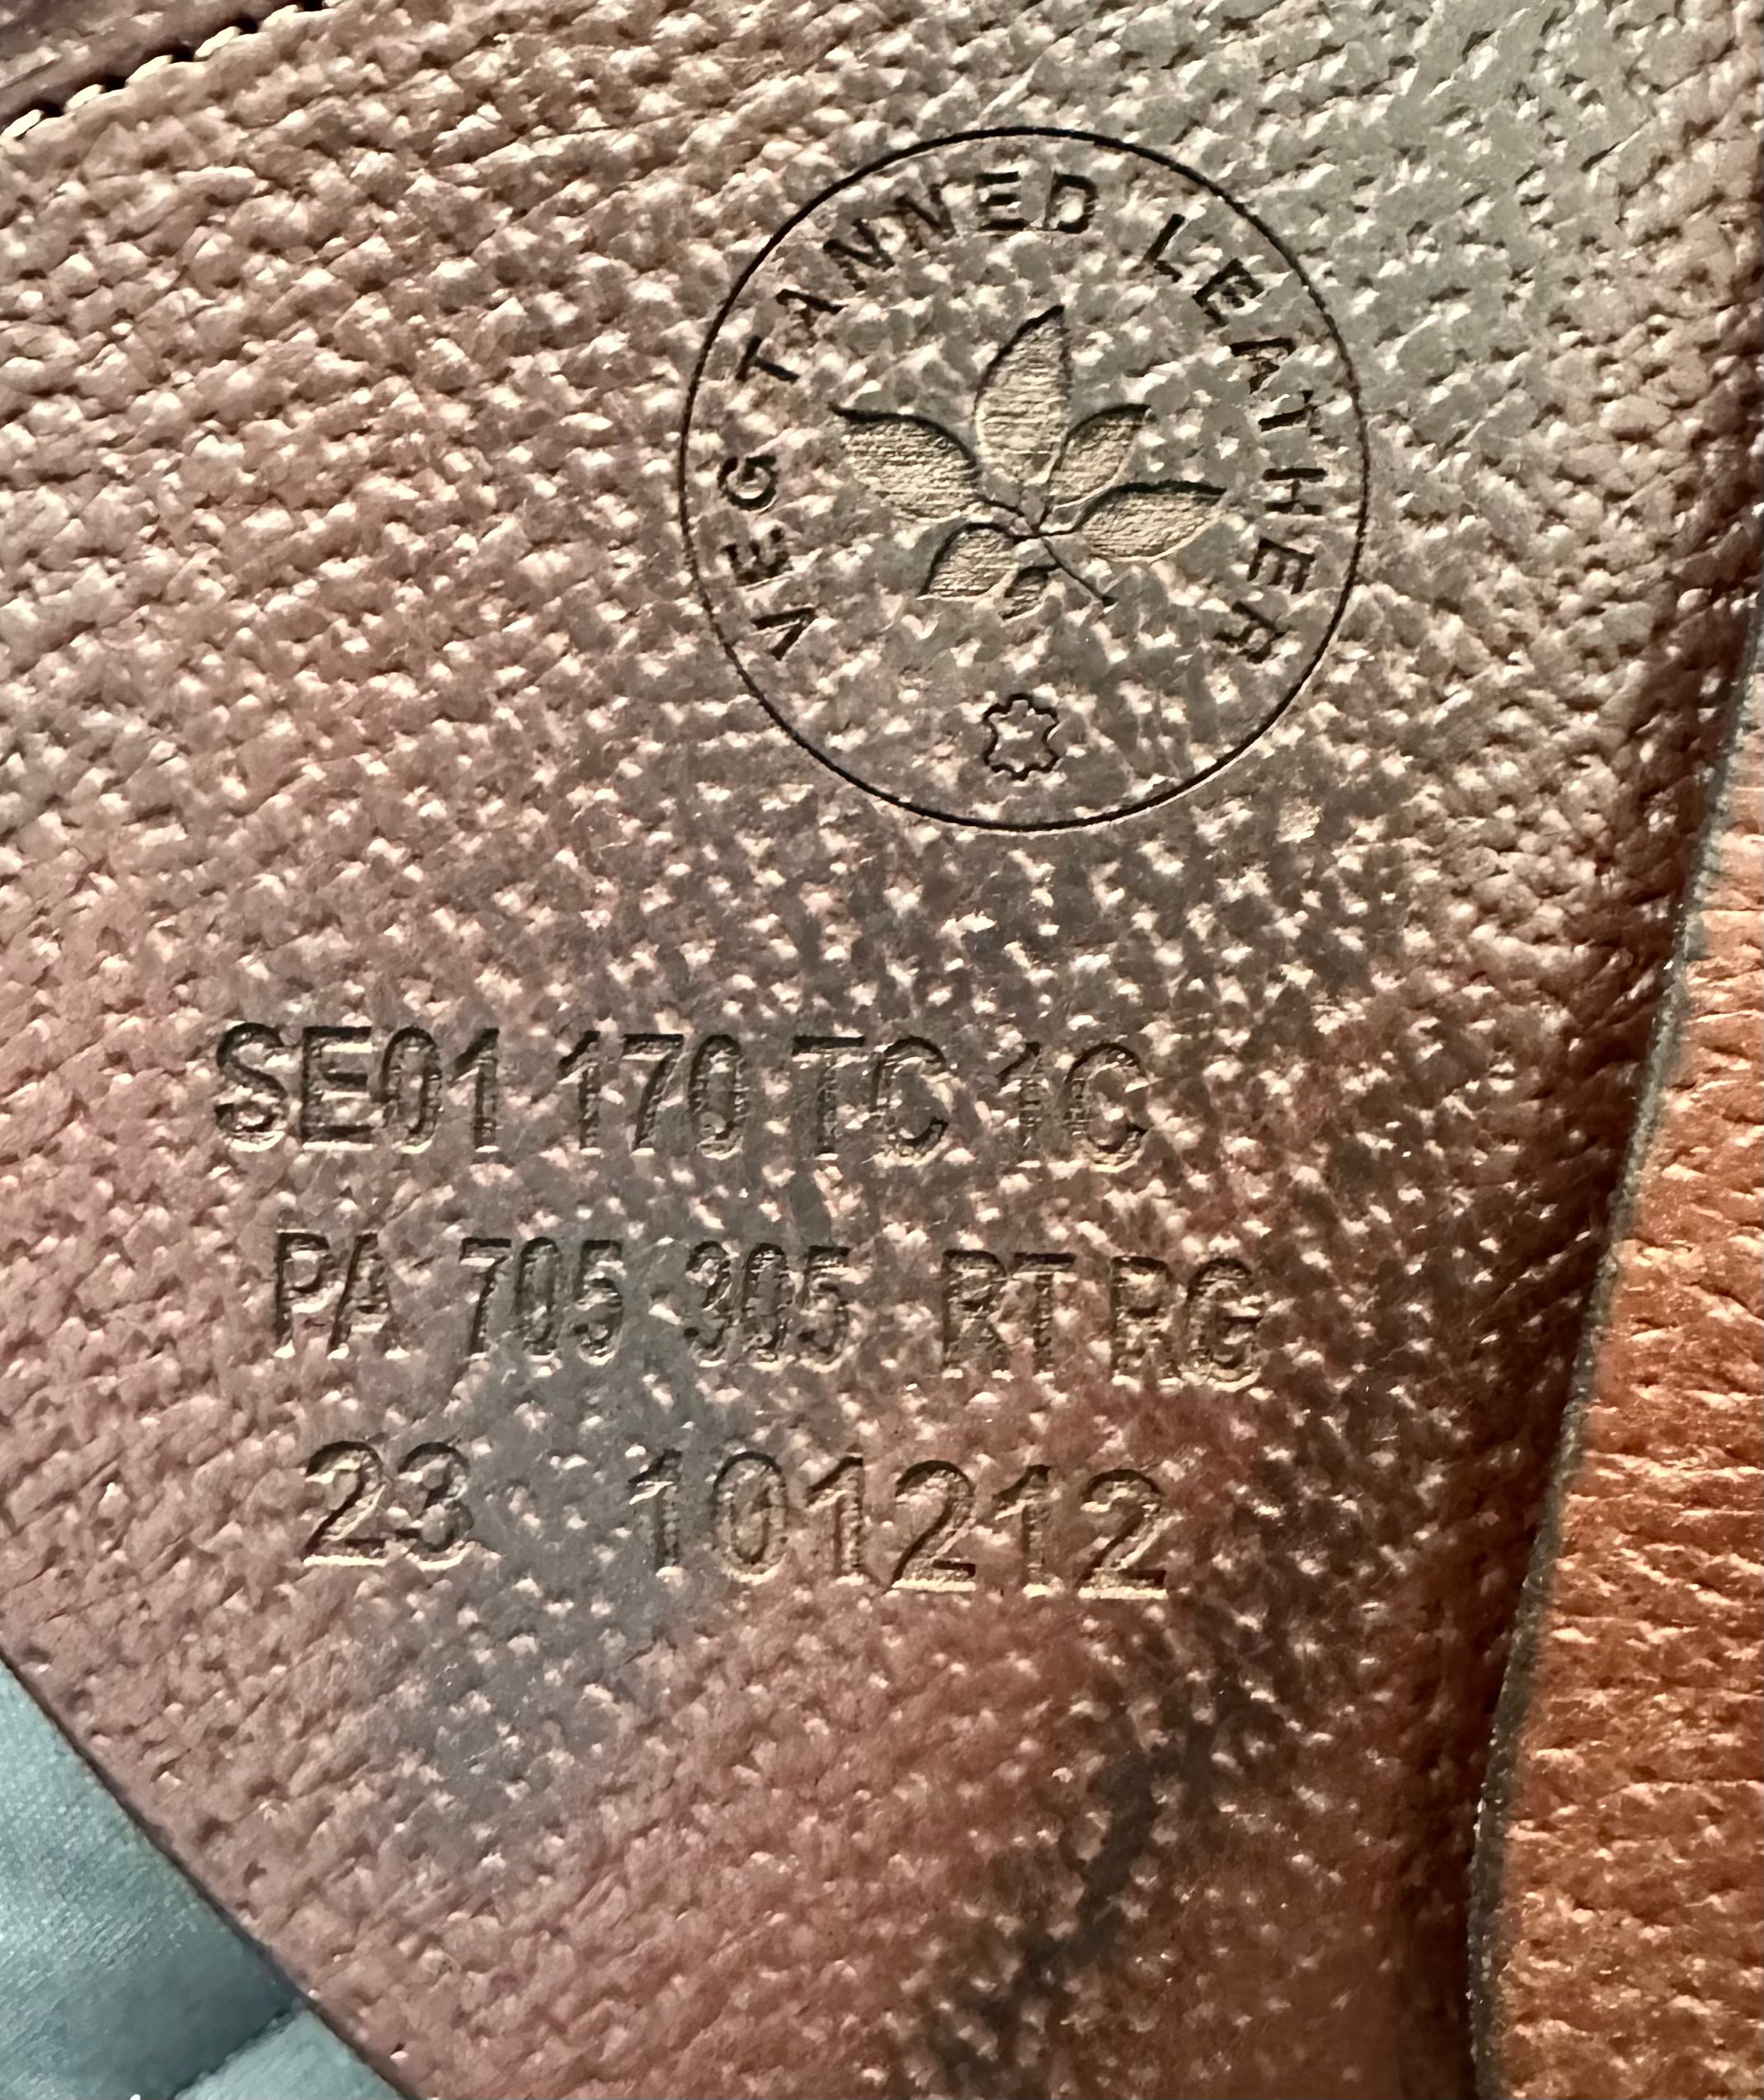 VEG TANNED LEATHER
SE01 170 TC 1C
PA 705 305 RT RG
23 101212